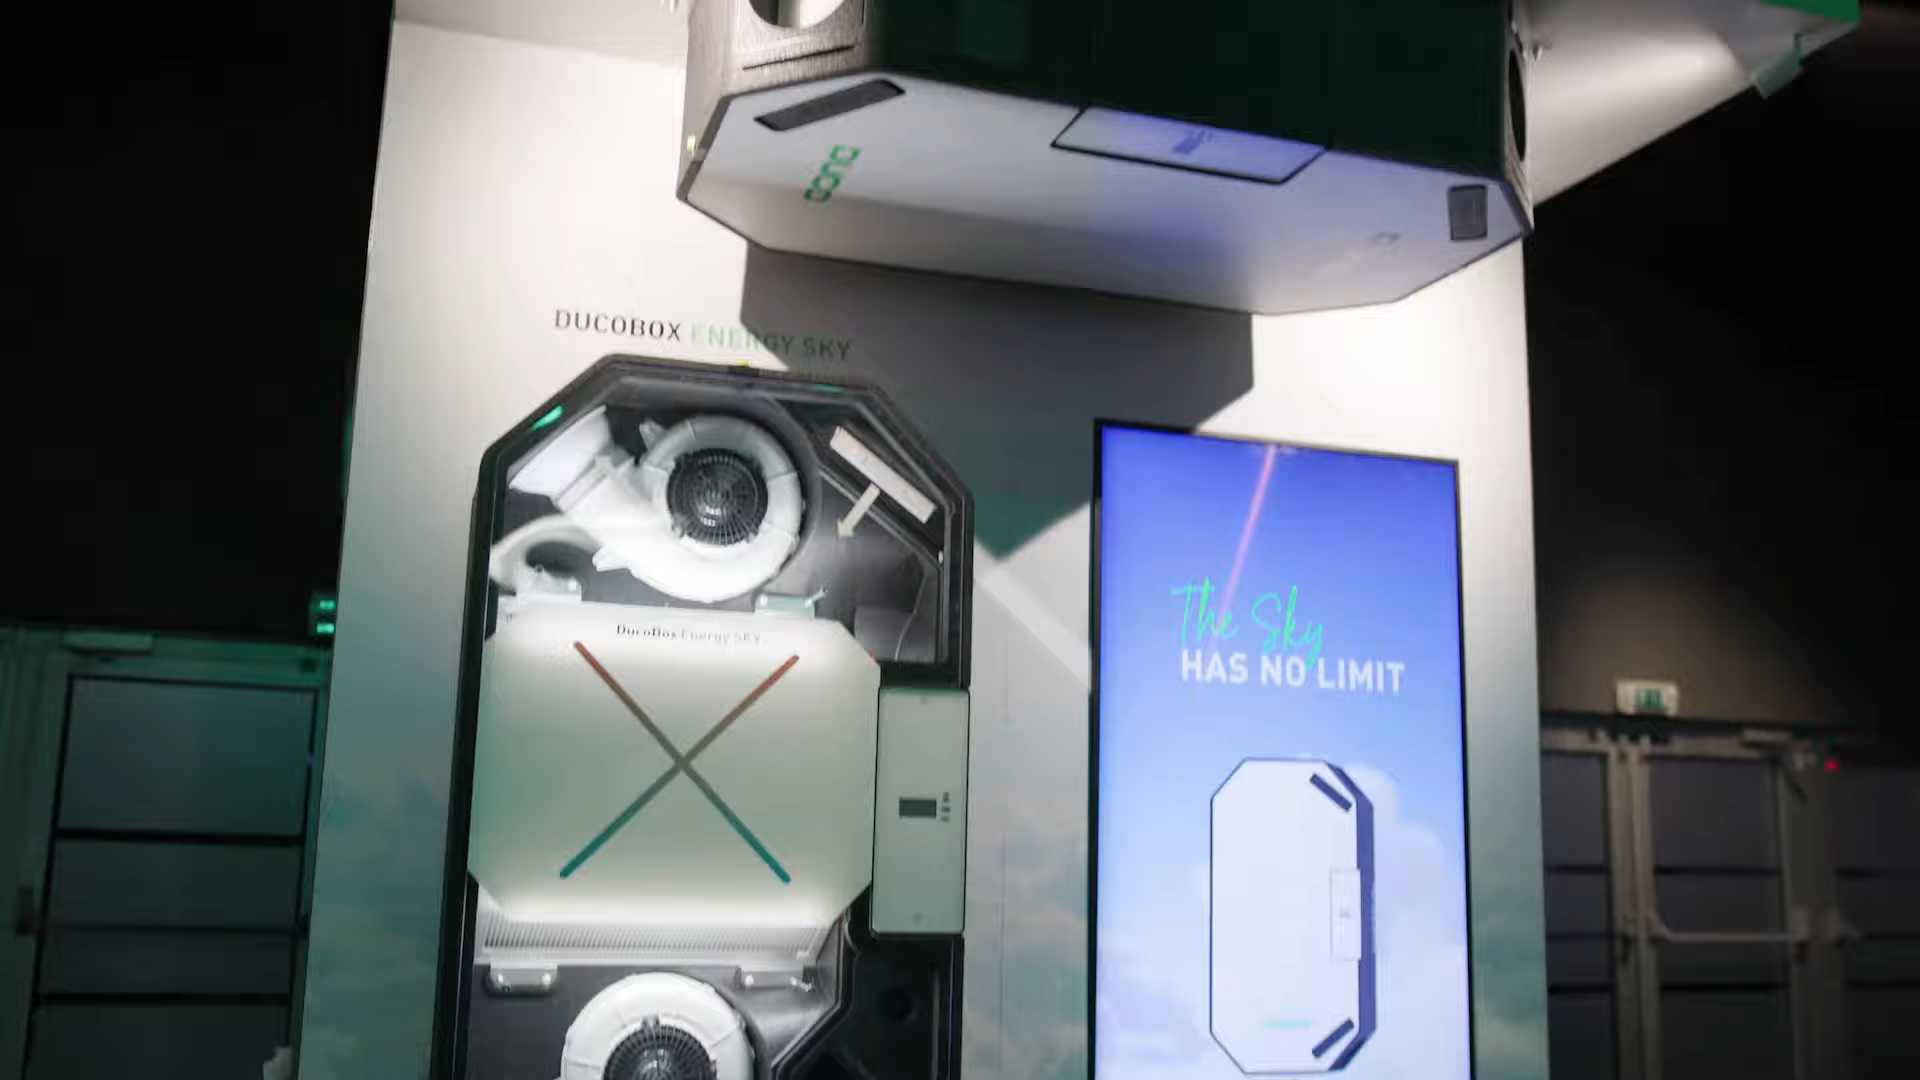 DUCO
DUCOBOX ENERGY SKY
DucoBox Energy SKY
The Sky
HAS NO LIMIT